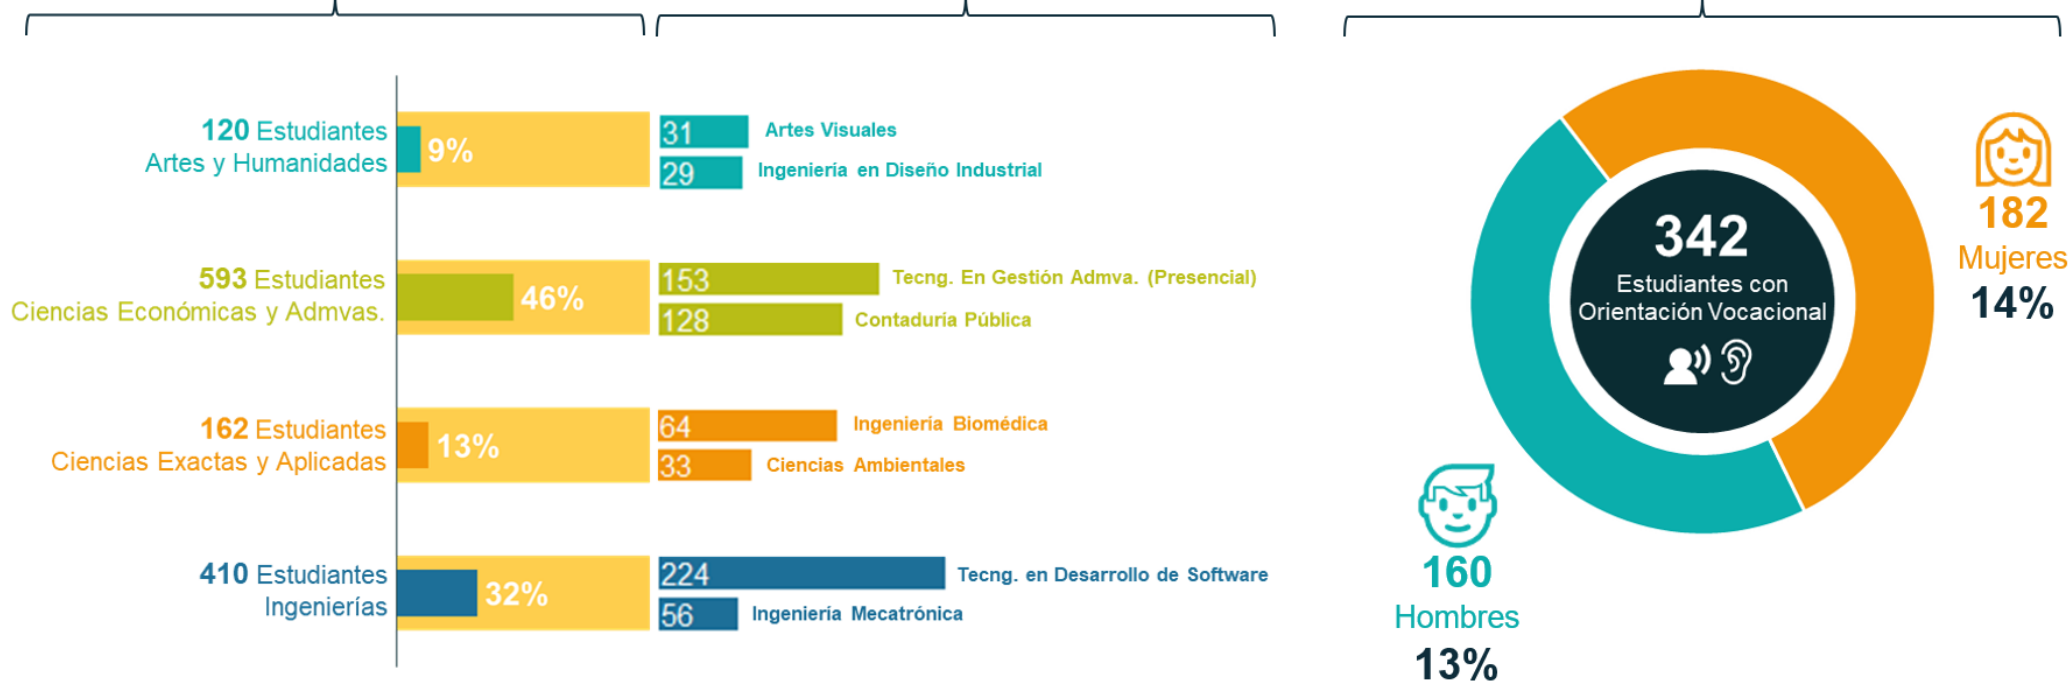 120 Estudiantes
Artes y Humanidades
9%
31
Artes Visuales
29
Ingeniería en Diseño Industrial
593 Estudiantes
Ciencias Económicas y Admvas.
46%
153
Tecng. En Gestión Admva. (Presencial)
128
Contaduría Pública
162 Estudiantes
Ciencias Exactas y Aplicadas
13%
64
Ingeniería Biomédica
33
Ciencias Ambientales
410 Estudiantes
Ingenierías
32%
224
Tecng. en Desarrollo de Software
56
Ingeniería Mecatrónica
342
Estudiantes con
Orientación Vocacional
182
Mujeres
14%
160
Hombres
13%